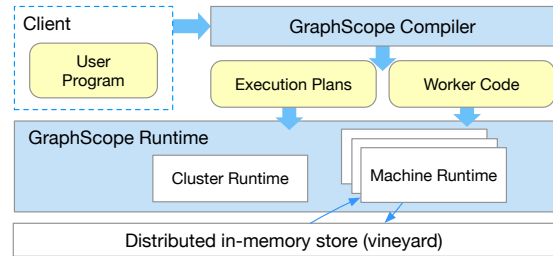 Client
User
Program
GraphScope Compiler
Execution Plans
Worker Code
GraphScope Runtime
Cluster Runtime
Machine Runtime
Distributed in-memory store (vineyard)